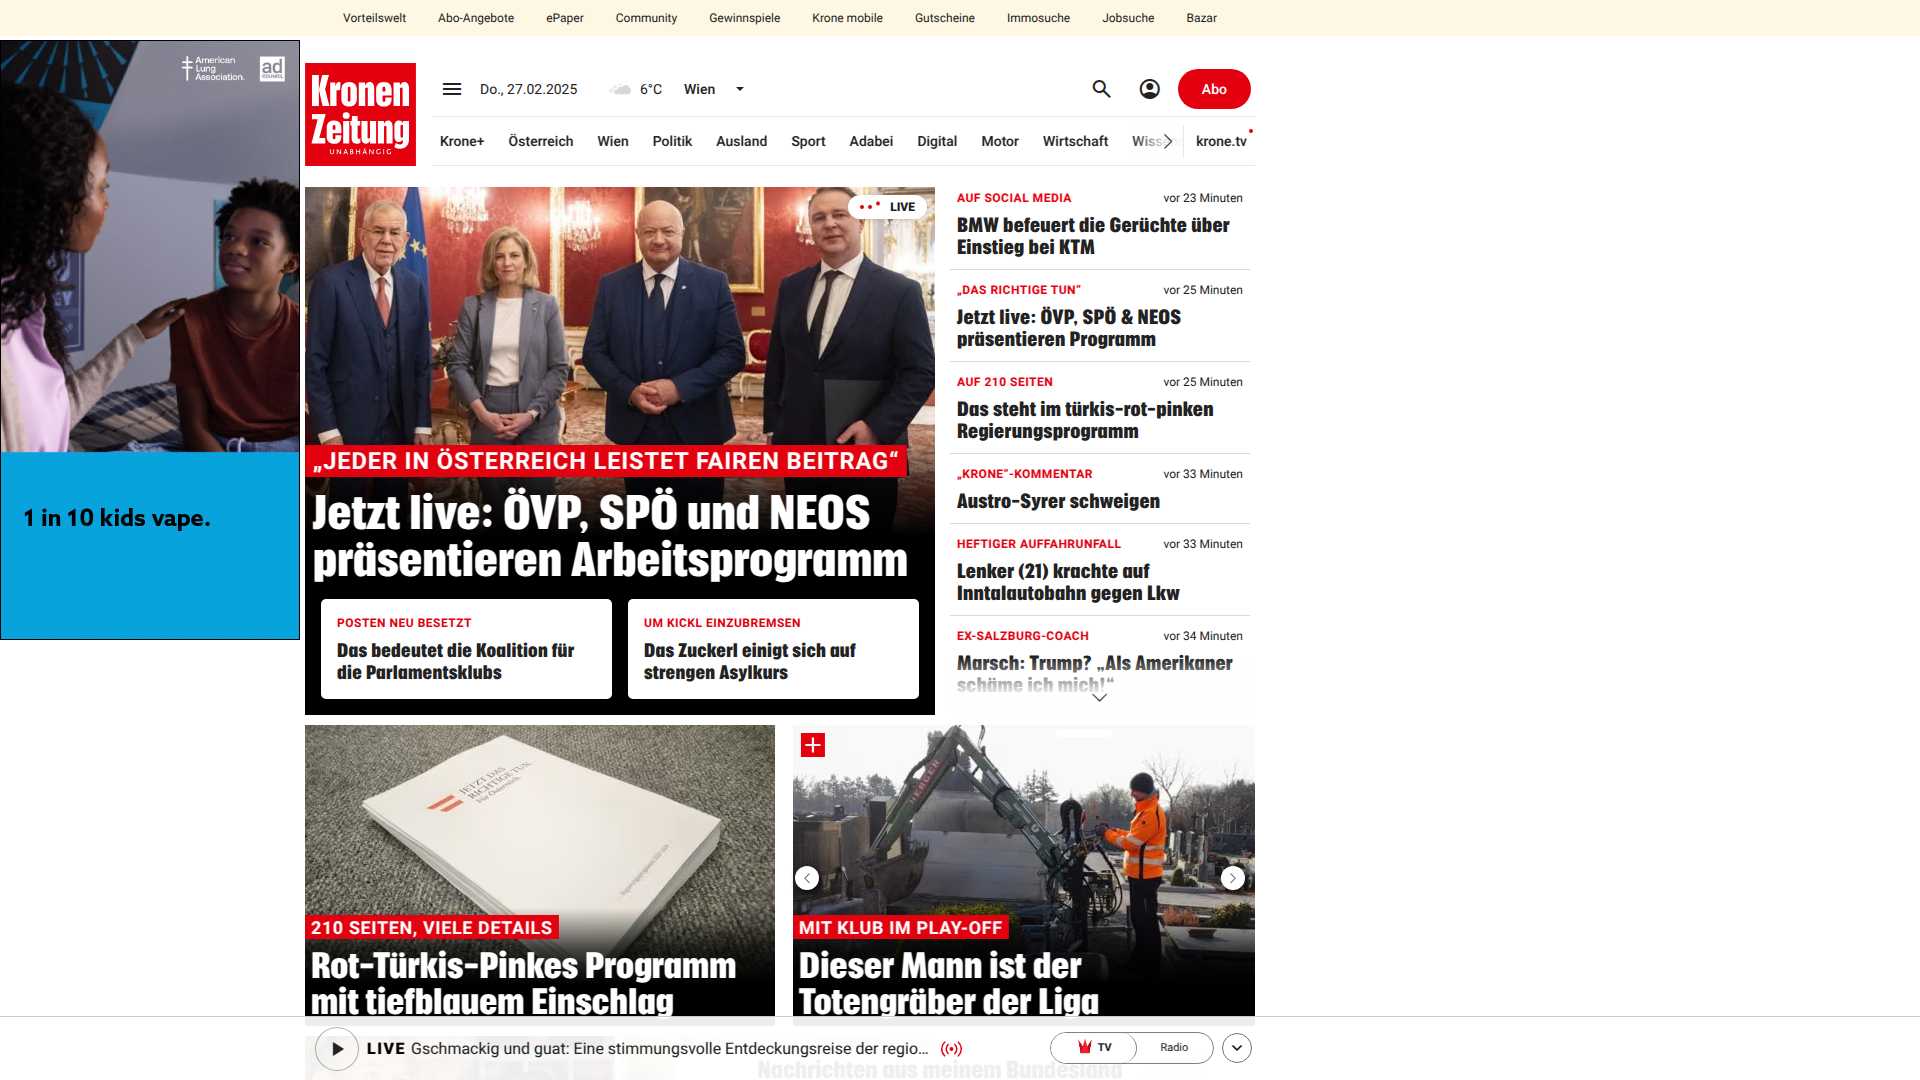 Vorteilswelt Abo-Angebote ePaper Community Gewinnspiele Krone mobile Gutscheine Immosuche Jobsuche Bazar
American
Lung
Association.
ad
COUNCIL
1 in 10 kids vape.
Kronen
Zeitung
UNABHÄNGIG
Do., 27.02.2025 6°C Wien
Abo
Krone+ Österreich Wien Politik Ausland Sport Adabei Digital Motor Wirtschaft Wiss krone.tv
LIVE
„JEDER IN ÖSTERREICH LEISTET FAIREN BEITRAG“
Jetzt live: ÖVP, SPÖ und NEOS
präsentieren Arbeitsprogramm
POSTEN NEU BESETZT
Das bedeutet die Koalition für
die Parlamentsklubs
UM KICKL EINZUBREMSEN
Das Zuckerl einigt sich auf
strengen Asylkurs
AUF SOCIAL MEDIA vor 23 Minuten
BMW befeuert die Gerüchte über
Einstieg bei KTM
„DAS RICHTIGE TUN“ vor 25 Minuten
Jetzt live: ÖVP, SPÖ & NEOS
präsentieren Programm
AUF 210 SEITEN vor 25 Minuten
Das steht im türkis-rot-pinken
Regierungsprogramm
„KRONE“-KOMMENTAR vor 33 Minuten
Austro-Syrer schweigen
HEFTIGER AUFFAHRUNFALL vor 33 Minuten
Lenker (21) krachte auf
Inntalautobahn gegen Lkw
EX-SALZBURG-COACH vor 34 Minuten
Marsch: Trump? „Als Amerikaner
schäme ich mich!“
JETZT DAS
RICHTIGE TUN.
Für Österreich.
210 SEITEN, VIELE DETAILS
Rot-Türkis-Pinkes Programm
mit tiefblauem Einschlag
BERGER
MIT KLUB IM PLAY-OFF
Dieser Mann ist der
Totengräber der Liga
LIVE Gschmackig und guat: Eine stimmungsvolle Entdeckungsreise der regio...
TV Radio
Nachrichten aus meinem Bundesland